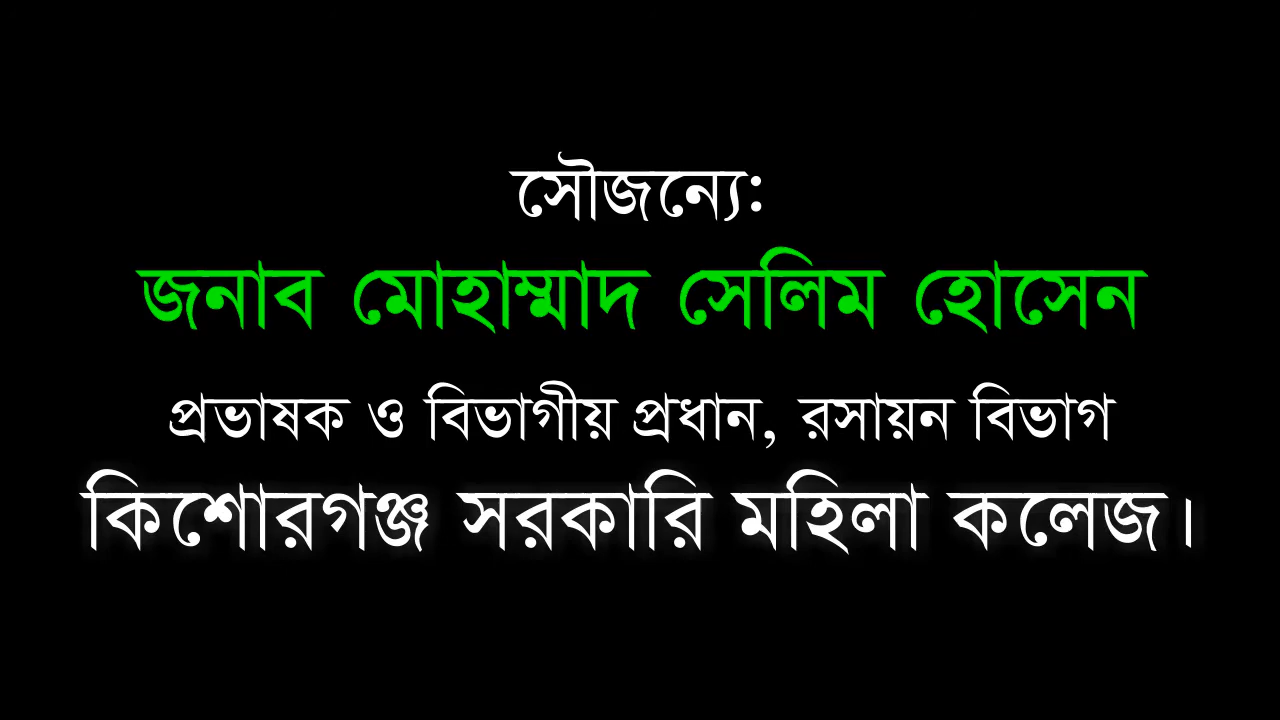 সৌজন্যে:
জনাব মোহাম্মাদ সেলিম হোসেন
প্রভাষক ও বিভাগীয় প্রধান, রসায়ন বিভাগ
কিশোরগঞ্জ সরকারি মহিলা কলেজ।